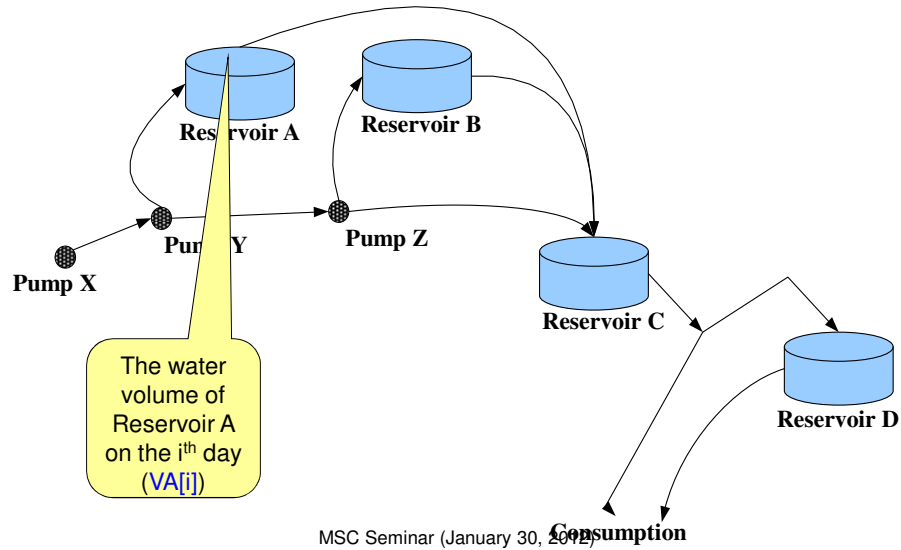 Reservoir A
Reservoir B
Pump Y
Pump Z
Pump X
Reservoir C
The water
volume of
Reservoir A
on the ith day
(VA[i])
Reservoir D
Consumption
MSC Seminar (January 30, 2012)